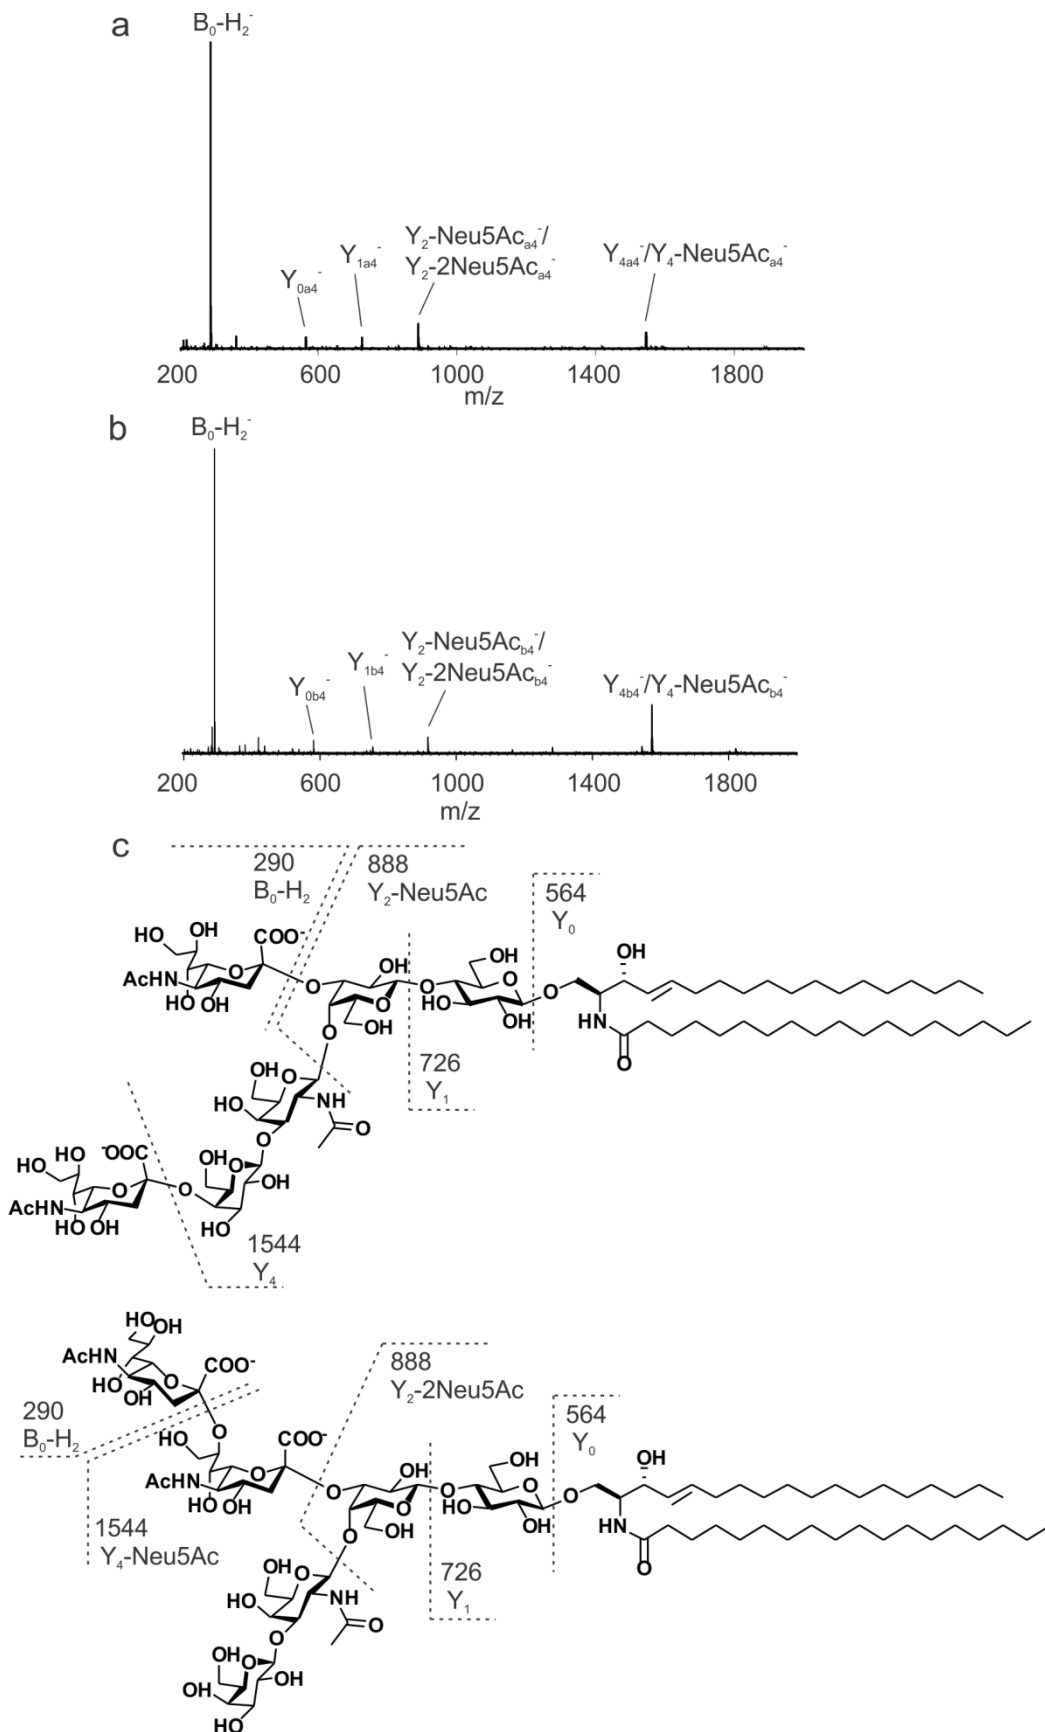 a
B₀-H₂⁻
Y₀ₐ₄⁻
Y₁ₐ₄⁻
Y₂-Neu5Acₐ₄⁻/
Y₂-2Neu5Acₐ₄⁻
Y₄ₐ₄⁻/Y₄-Neu5Acₐ₄⁻
200 600 1000 1400 1800
m/z
b
B₀-H₂⁻
Y0b4⁻
Y1b4⁻
Y₂-Neu5Acb4⁻/
Y₂-2Neu5Acb4⁻
Y4b4⁻/Y₄-Neu5Acb4⁻
200 600 1000 1400 1800
m/z
c
290
B₀-H₂
888
Y₂-Neu5Ac
564
Y₀
HO OH OH COO⁻
AcHN
HO OH
O
O
OH
O
HO
O
OH
O
HO
OH
O
OH
HN
O
726
Y₁
OH
HO
O
O
NH
O
O
HO OH OH ⁻OOC
AcHN
HO OH
O
O
OH
O
OH
HO
1544
Y₄
HO OH
AcHN
HO
OH
O
COO⁻
290
B₀-H₂
O
888
Y₂-2Neu5Ac
564
Y₀
HO
COO⁻
AcHN
HO OH
O
O
OH
O
O
OH
O
HO
OH
O
OH
HN
O
1544
Y₄-Neu5Ac
O
OH
726
Y₁
OH
HO
O
NH
O
O
OH
HO
O
OH
HO